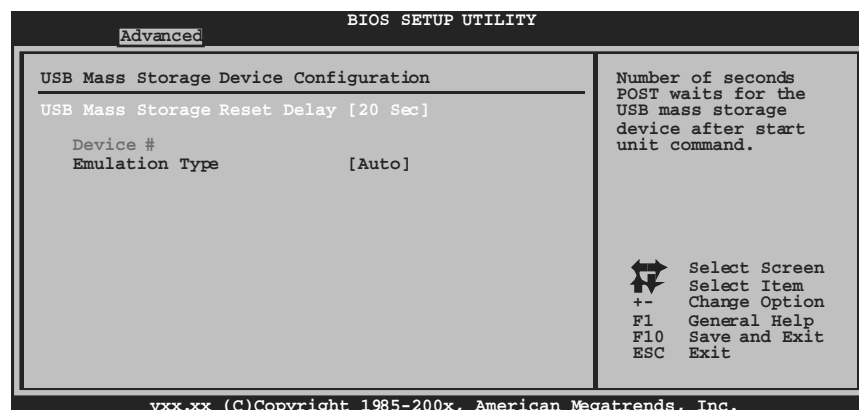 BIOS SETUP UTILITY
Advanced
USB Mass Storage Device Configuration
USB Mass Storage Reset Delay [20 Sec]
Device #
Emulation Type [Auto]
Number of seconds
POST waits for the
USB mass storage
device after start
unit command.
Select Screen
Select Item
+- Change Option
F1 General Help
F10 Save and Exit
ESC Exit
vxx.xx (C)Copyright 1985-200x, American Megatrends, Inc.